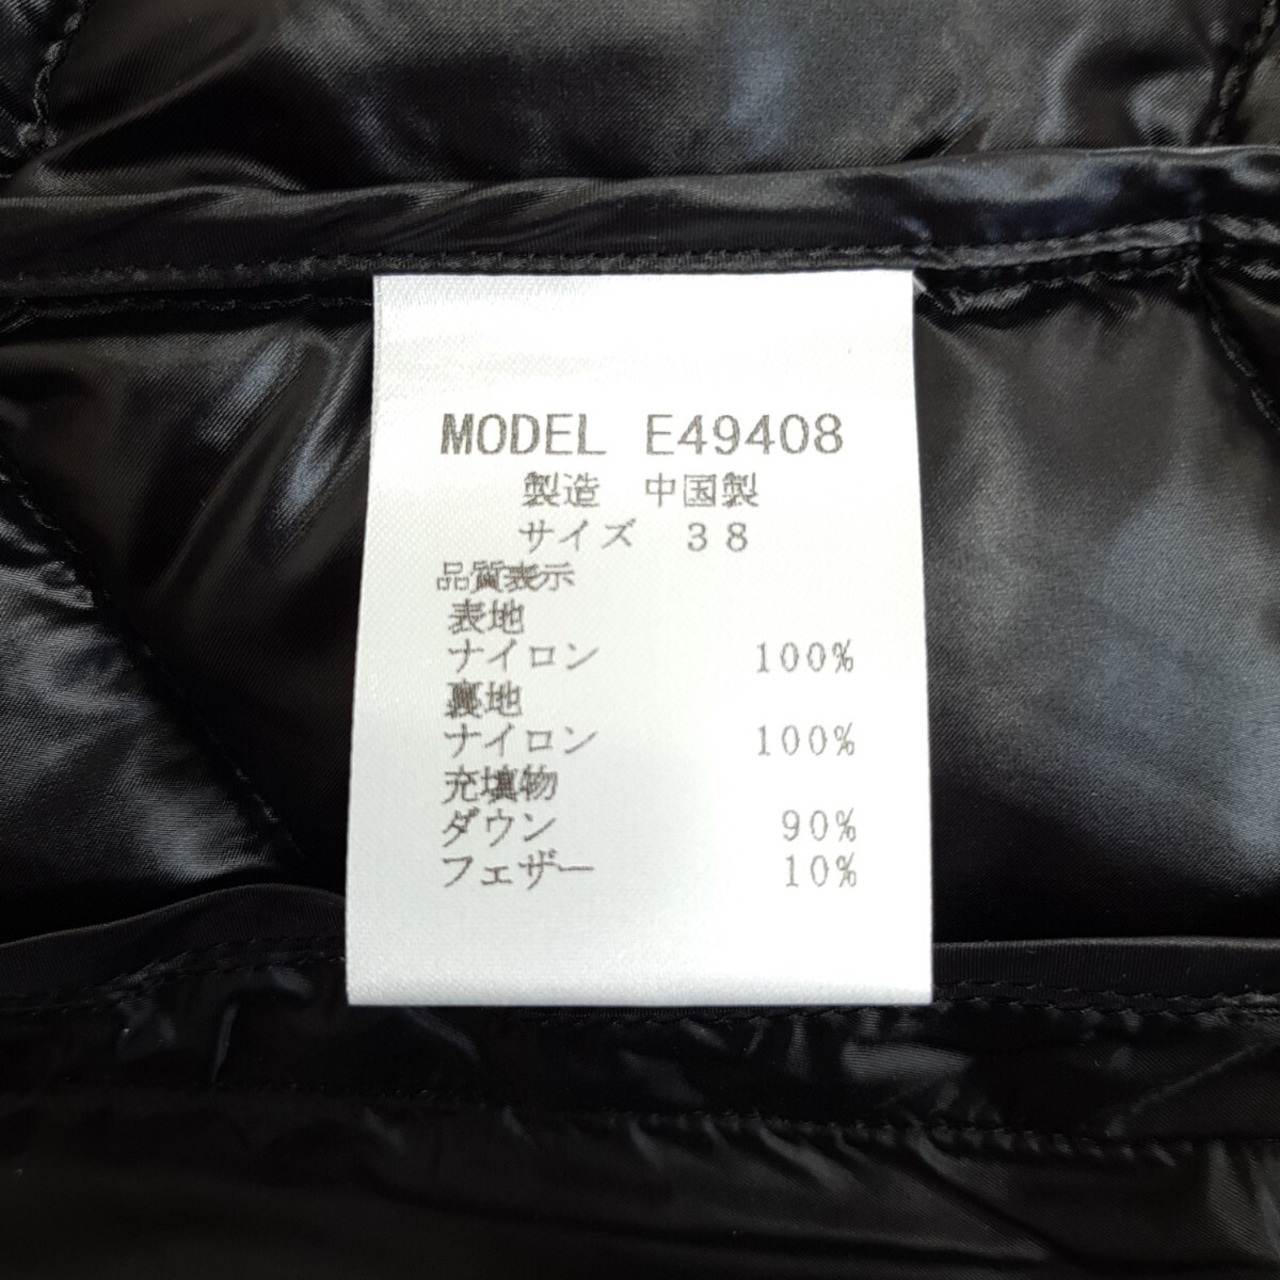 MODEL E49408
製造 中国製
サイズ 38
品質表示
表地
ナイロン 100%
裏地
ナイロン 100%
充填物
ダウン 90%
フェザー 10%